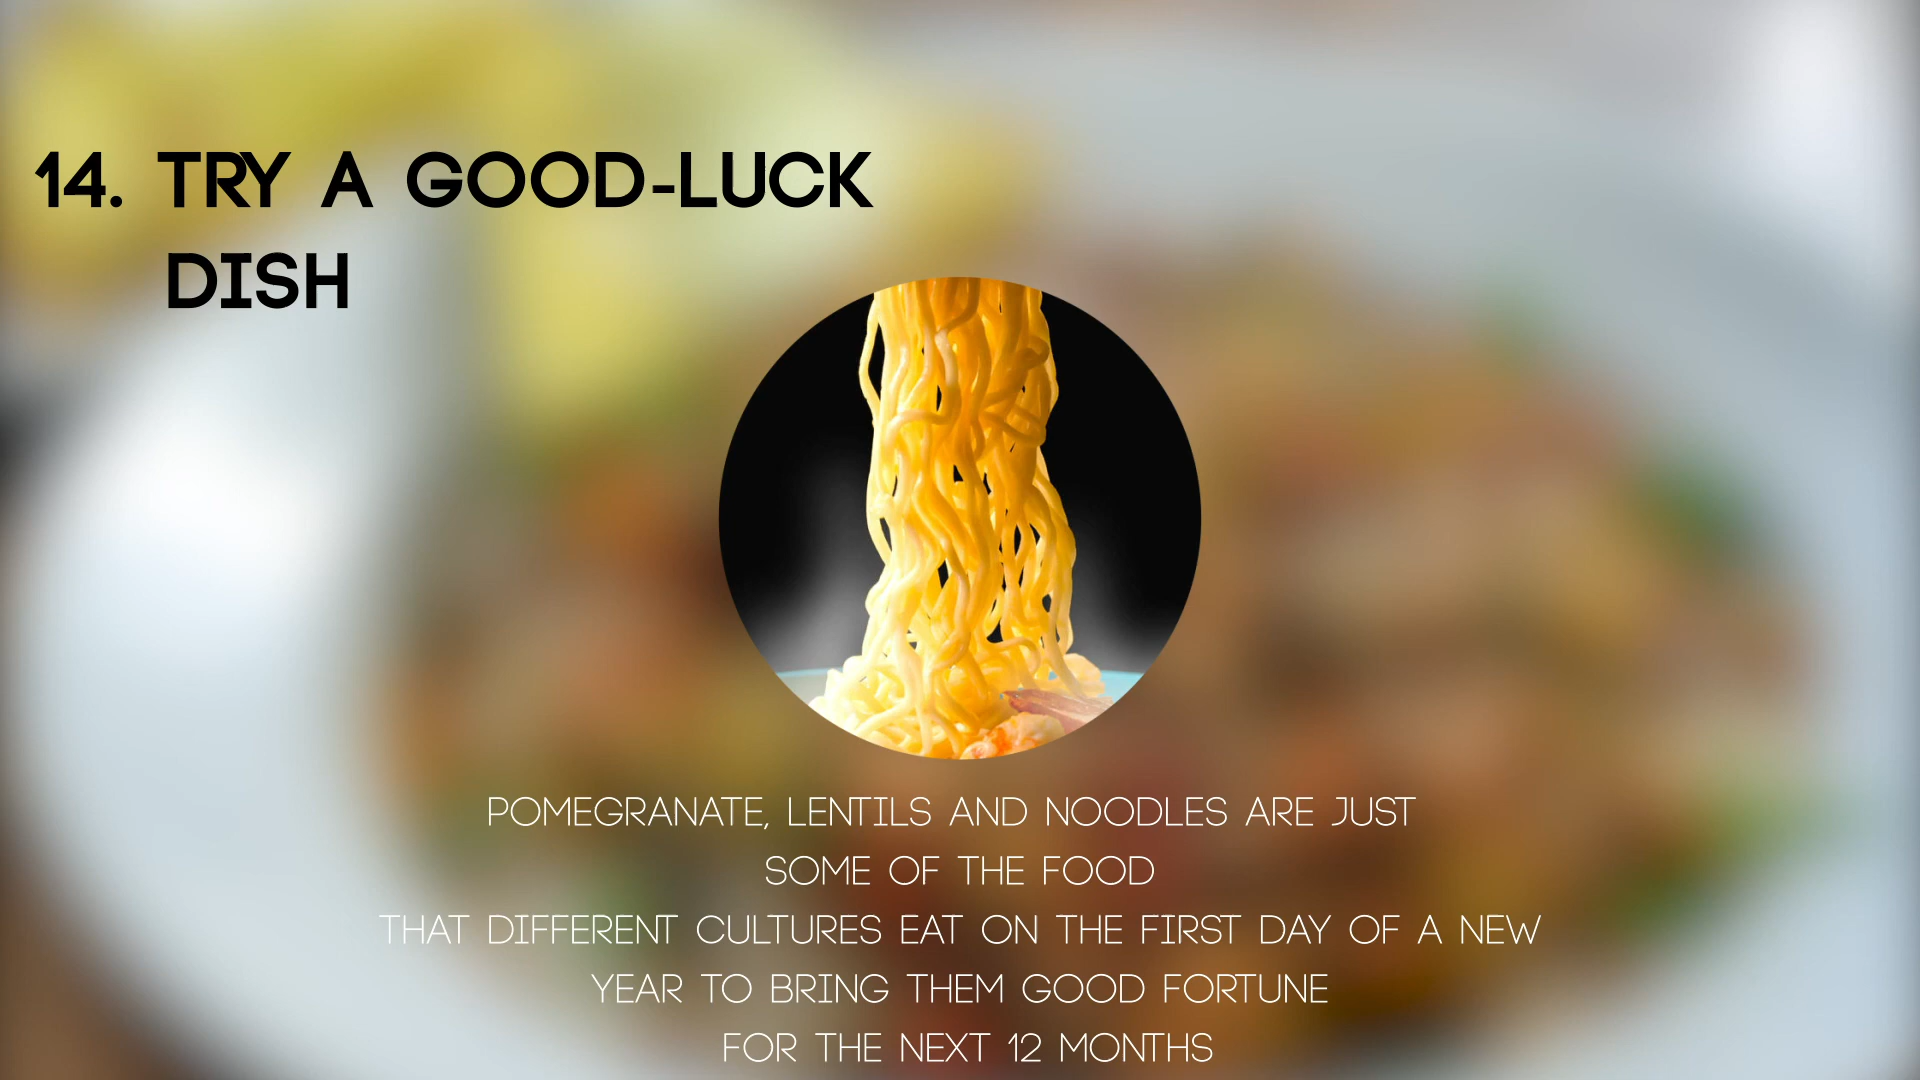 14. TRY A GOOD-LUCK
DISH
POMEGRANATE, LENTILS AND NOODLES ARE JUST
SOME OF THE FOOD
THAT DIFFERENT CULTURES EAT ON THE FIRST DAY OF A NEW
YEAR TO BRING THEM GOOD FORTUNE
FOR THE NEXT 12 MONTHS